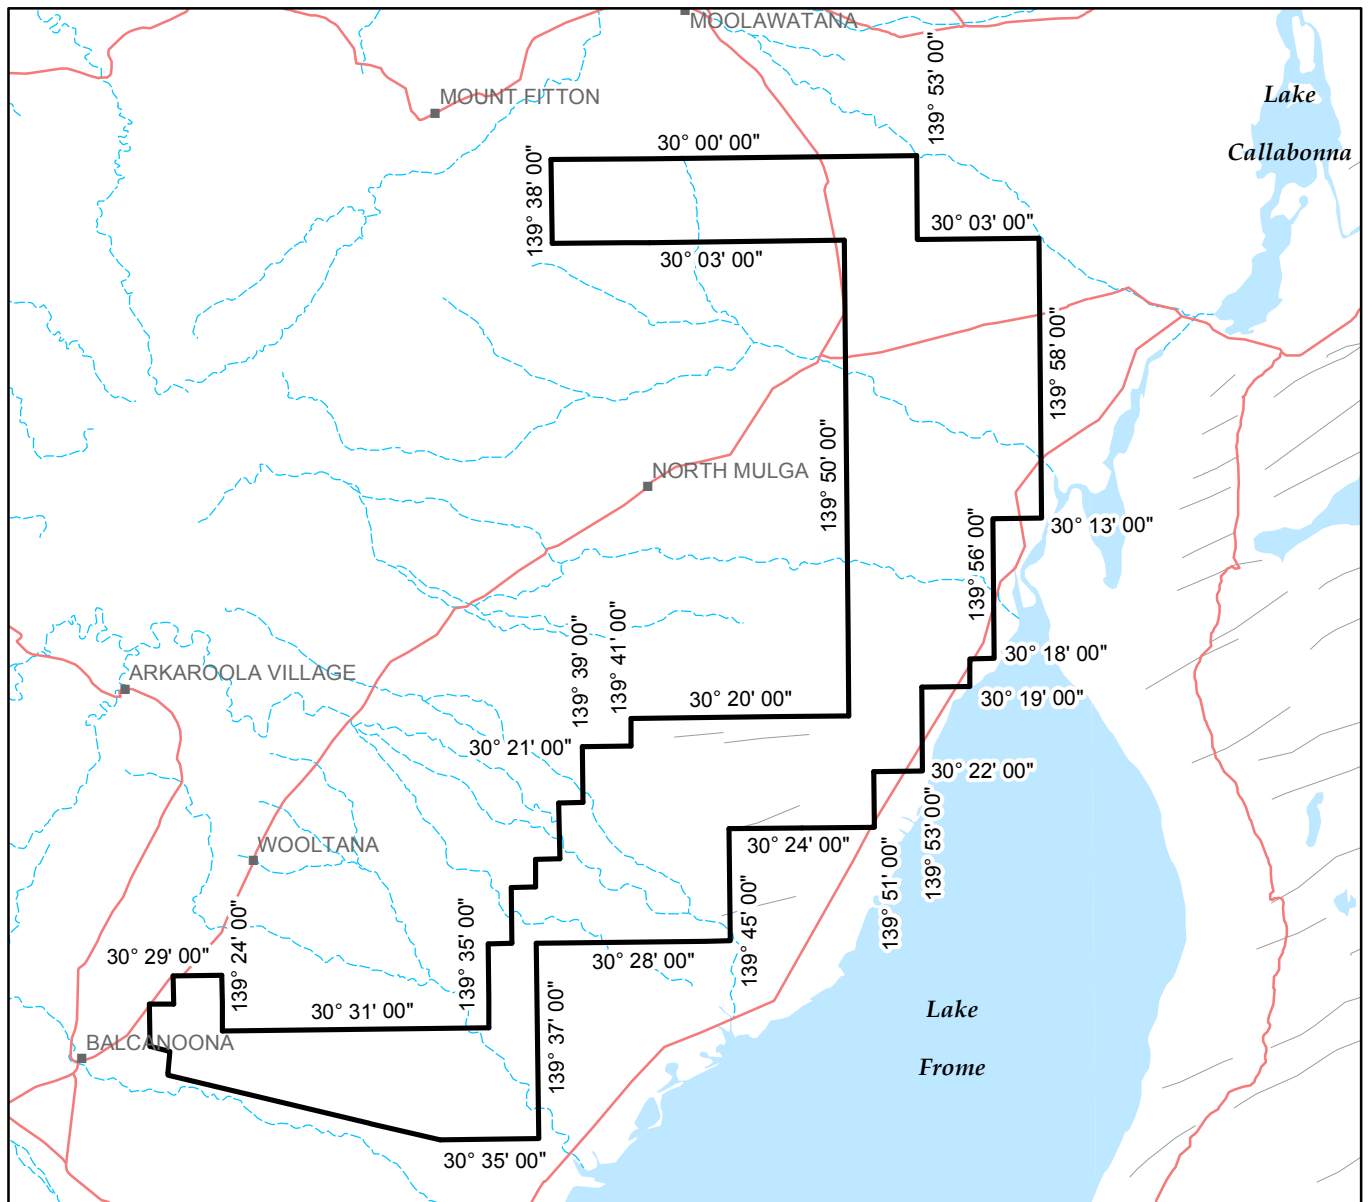 MOOLAWATANA
MOUNT FITTON
139° 53' 00"
Lake
Callabonna
30° 00' 00"
139° 38' 00"
30° 03' 00"
30° 03' 00"
139° 58' 00"
139° 50' 00"
NORTH MULGA
30° 13' 00"
139° 56' 00"
139° 39' 00"
139° 41' 00"
30° 18' 00"
ARKAROOLA VILLAGE
30° 20' 00"
30° 19' 00"
30° 21' 00"
30° 22' 00"
WOOLTANA
30° 24' 00"
139° 53' 00"
139° 51' 00"
139° 24' 00"
139° 35' 00"
139° 45' 00"
30° 29' 00"
30° 28' 00"
30° 31' 00"
Lake
Frome
BALCANOONA
139° 37' 00"
30° 35' 00"